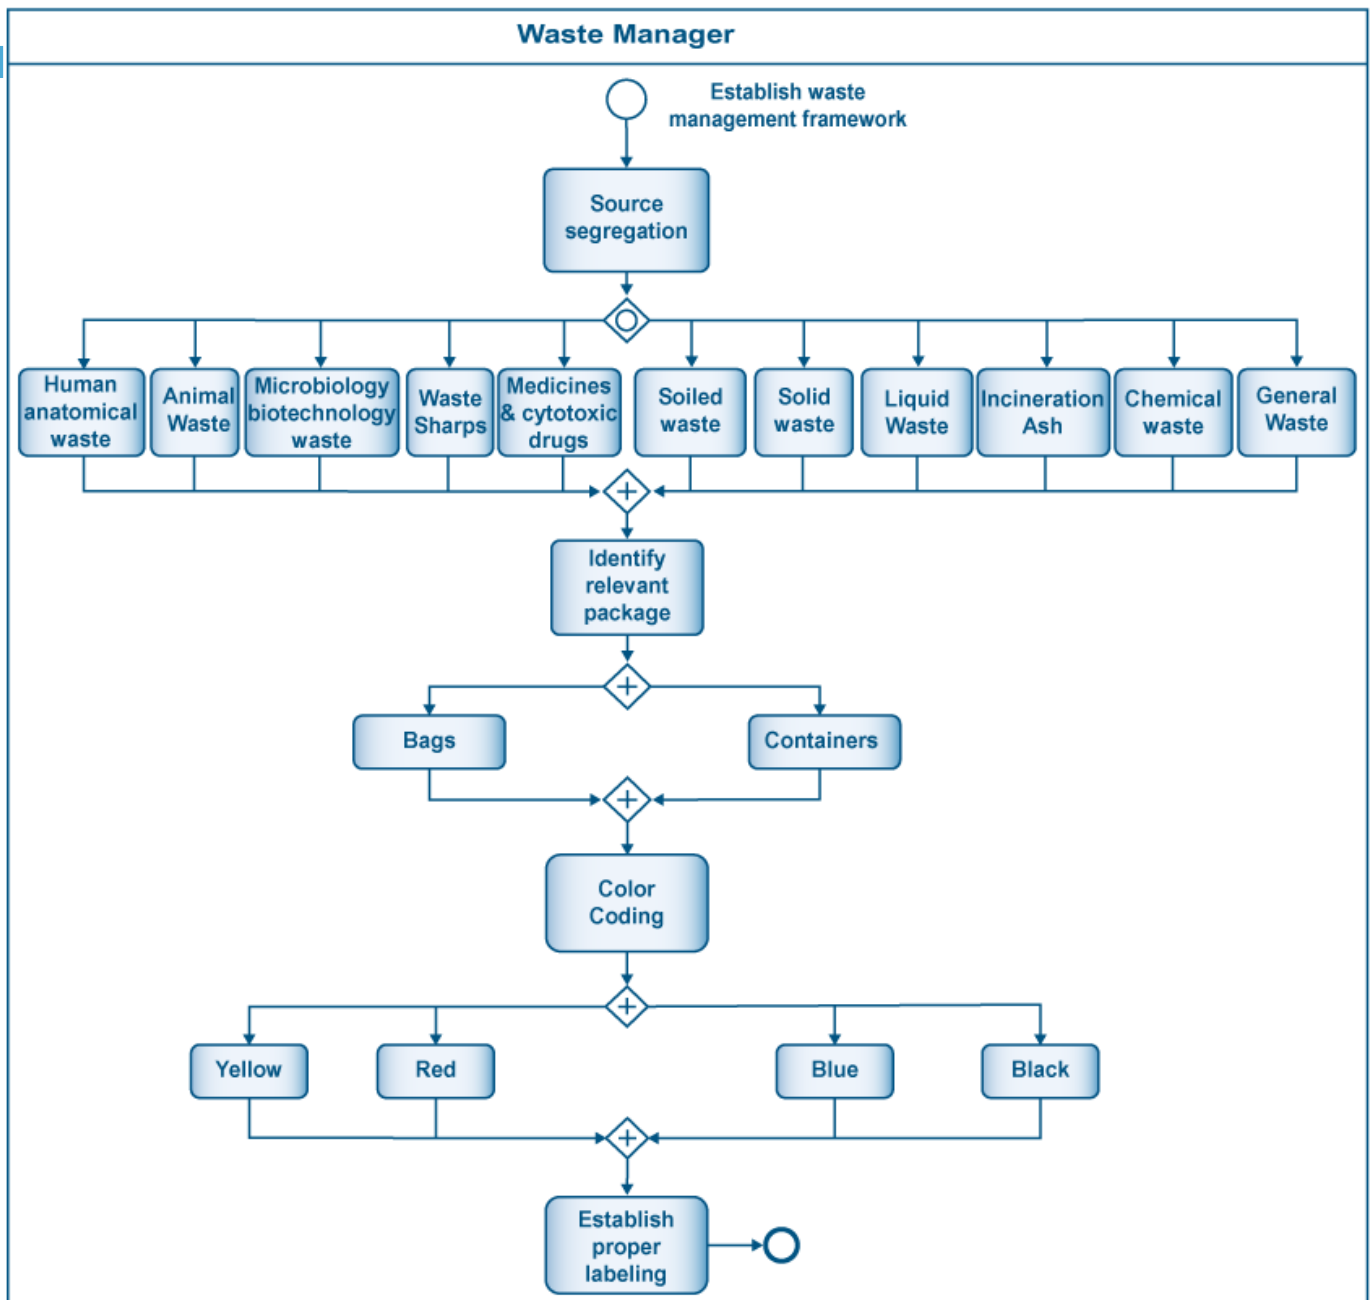 Waste Manager
Establish waste
management framework
Source
segregation
Human
anatomical
waste
Animal
Waste
Microbiology
biotechnology
waste
Waste
Sharps
Medicines
& cytotoxic
drugs
Soiled
waste
Solid
waste
Liquid
Waste
Incineration
Ash
Chemical
waste
General
Waste
Identify
relevant
package
Bags
Containers
Color
Coding
Yellow
Red
Blue
Black
Establish
proper
labeling